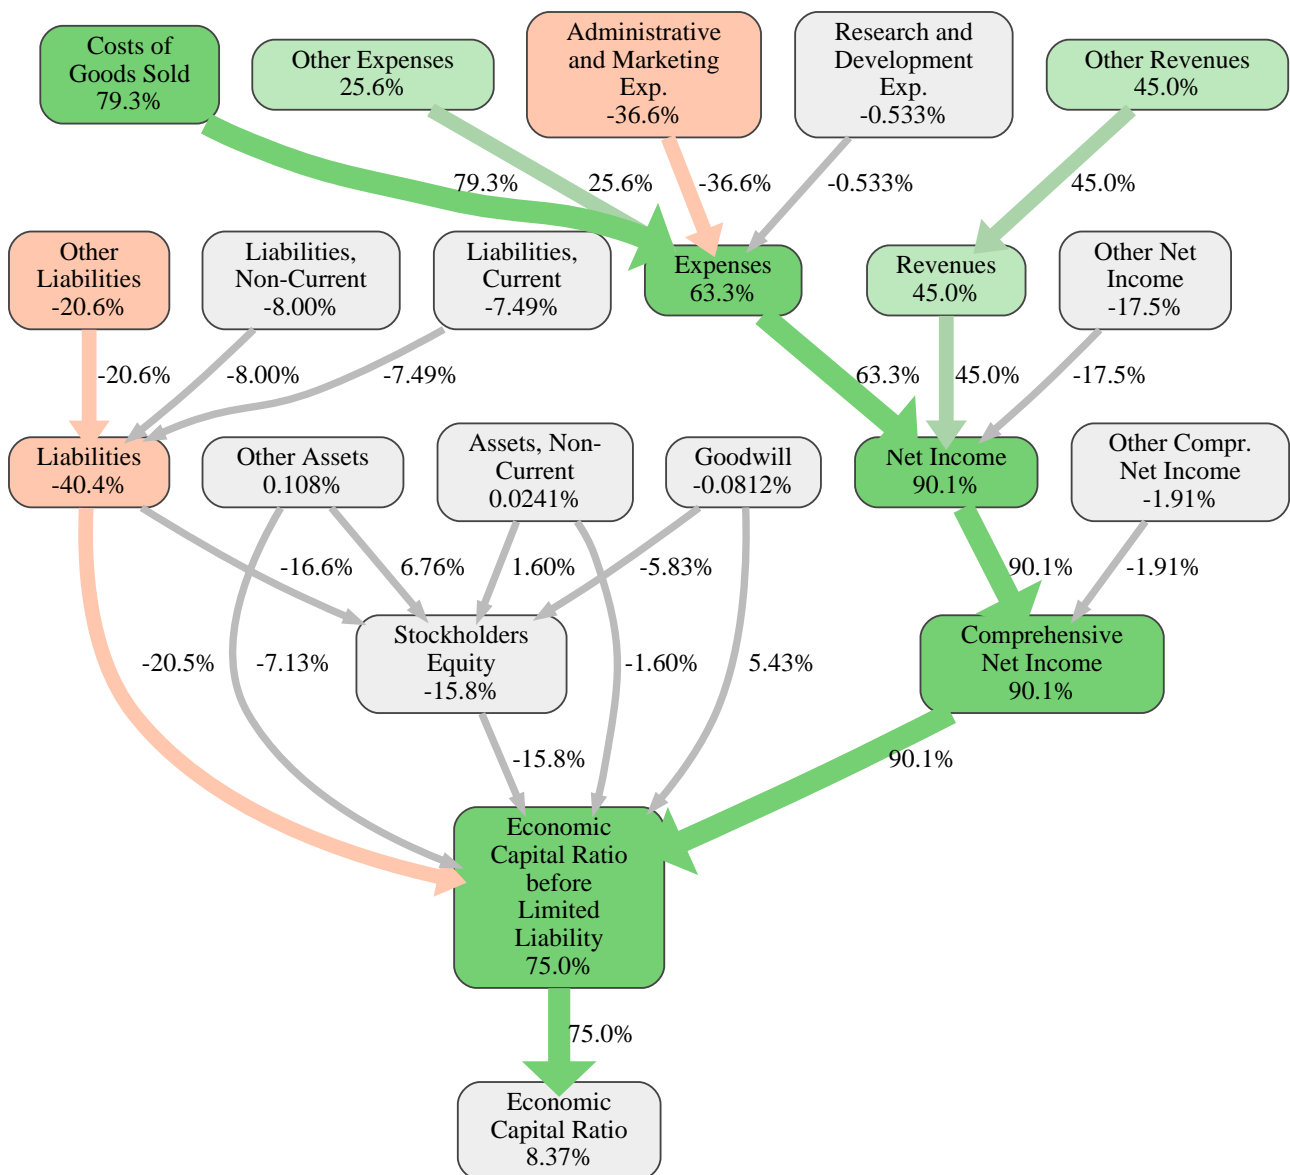 Costs of
Goods Sold
79.3%
Other Expenses
25.6%
Administrative
and Marketing
Exp.
-36.6%
Research and
Development
Exp.
-0.533%
Other Revenues
45.0%
79.3%
25.6%
-36.6%
-0.533%
45.0%
Other
Liabilities
-20.6%
Liabilities,
Non-Current
-8.00%
Liabilities,
Current
-7.49%
Expenses
63.3%
Revenues
45.0%
Other Net
Income
-17.5%
-20.6%
-8.00%
-7.49%
63.3%
45.0%
-17.5%
Liabilities
-40.4%
Other Assets
0.108%
Assets, Non-
Current
0.0241%
Goodwill
-0.0812%
Net Income
90.1%
Other Compr.
Net Income
-1.91%
-16.6%
6.76%
1.60%
-5.83%
90.1%
-1.91%
Stockholders
Equity
-15.8%
Comprehensive
Net Income
90.1%
-20.5%
-7.13%
-1.60%
5.43%
-15.8%
90.1%
Economic
Capital Ratio
before
Limited
Liability
75.0%
75.0%
Economic
Capital Ratio
8.37%